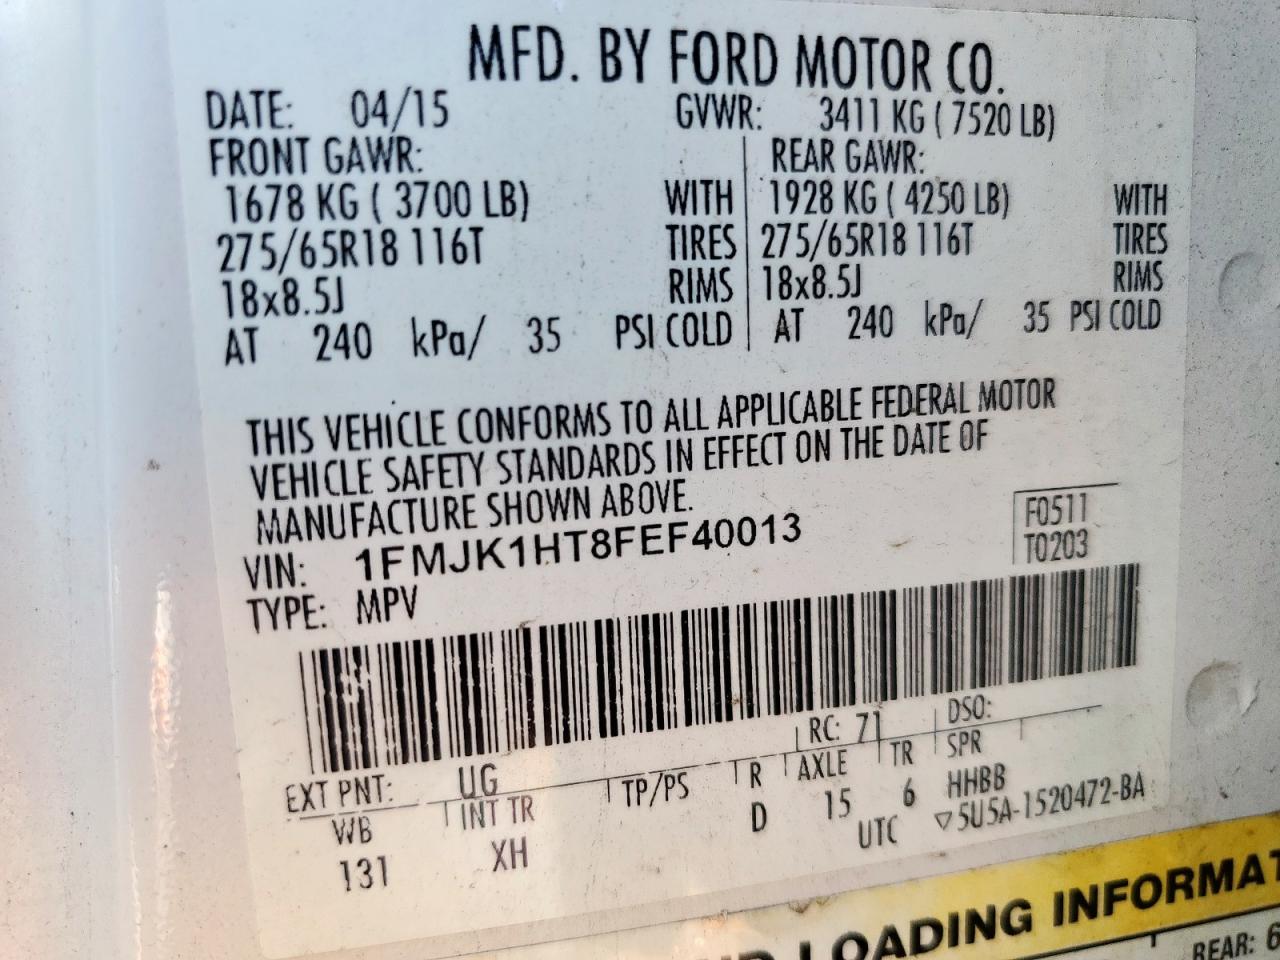 MFD. BY FORD MOTOR CO.
DATE: 04/15 GVWR: 3411 KG ( 7520 LB)
FRONT GAWR: REAR GAWR:
1678 KG ( 3700 LB) WITH 1928 KG ( 4250 LB) WITH
275/65R18 116T TIRES 275/65R18 116T TIRES
18x8.5J RIMS 18x8.5J RIMS
AT 240 kPa/ 35 PSI COLD AT 240 kPa/ 35 PSI COLD
THIS VEHICLE CONFORMS TO ALL APPLICABLE FEDERAL MOTOR
VEHICLE SAFETY STANDARDS IN EFFECT ON THE DATE OF
MANUFACTURE SHOWN ABOVE.
F0511
VIN: 1FMJK1HT8FEF40013
T0203
TYPE: MPV
EXT PNT: UG RC: 71 DSO:
WB INT TR TP/PS R AXLE TR SPR
131 XH D 15 6 HHBB
UTC ▽5U5A-1520472-BA
LOADING INFORMAT
REAR: 6